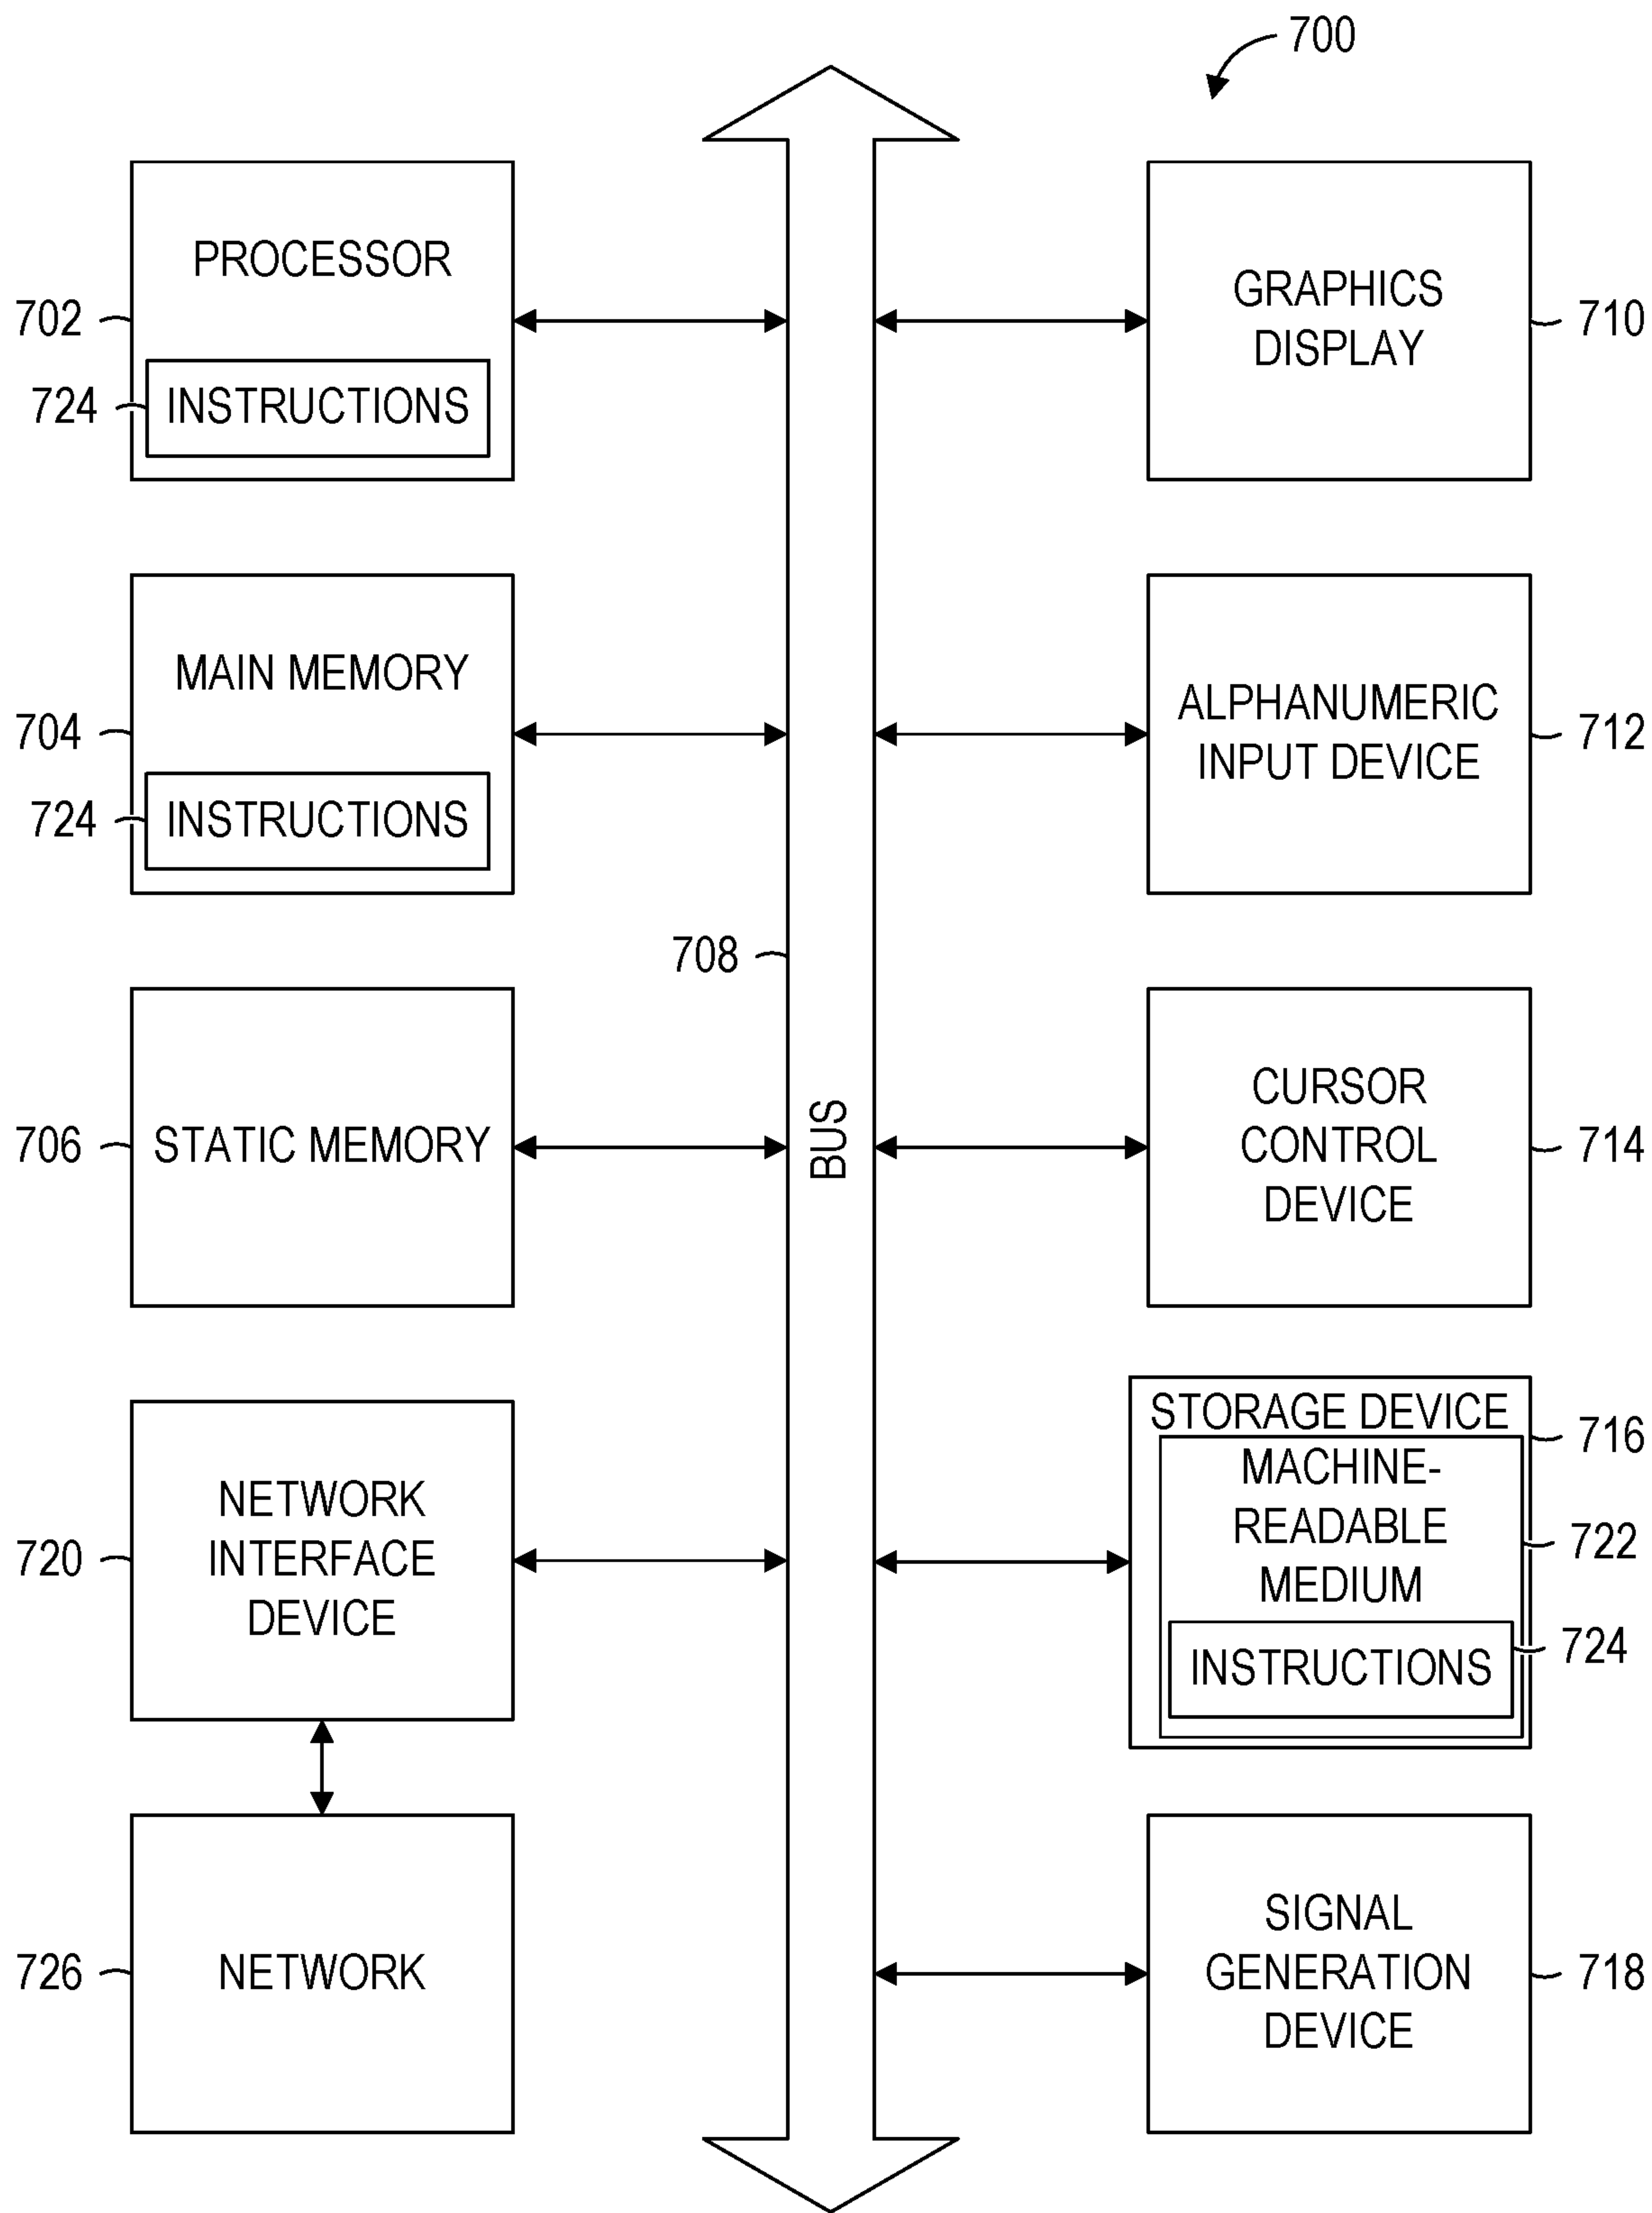 700
PROCESSOR
702
724
INSTRUCTIONS
GRAPHICS
DISPLAY
710
MAIN MEMORY
704
724
INSTRUCTIONS
ALPHANUMERIC
INPUT DEVICE
712
708
BUS
706
STATIC MEMORY
CURSOR
CONTROL
DEVICE
714
720
NETWORK
INTERFACE
DEVICE
STORAGE DEVICE
716
MACHINE-
READABLE
MEDIUM
722
INSTRUCTIONS
724
726
NETWORK
SIGNAL
GENERATION
DEVICE
718